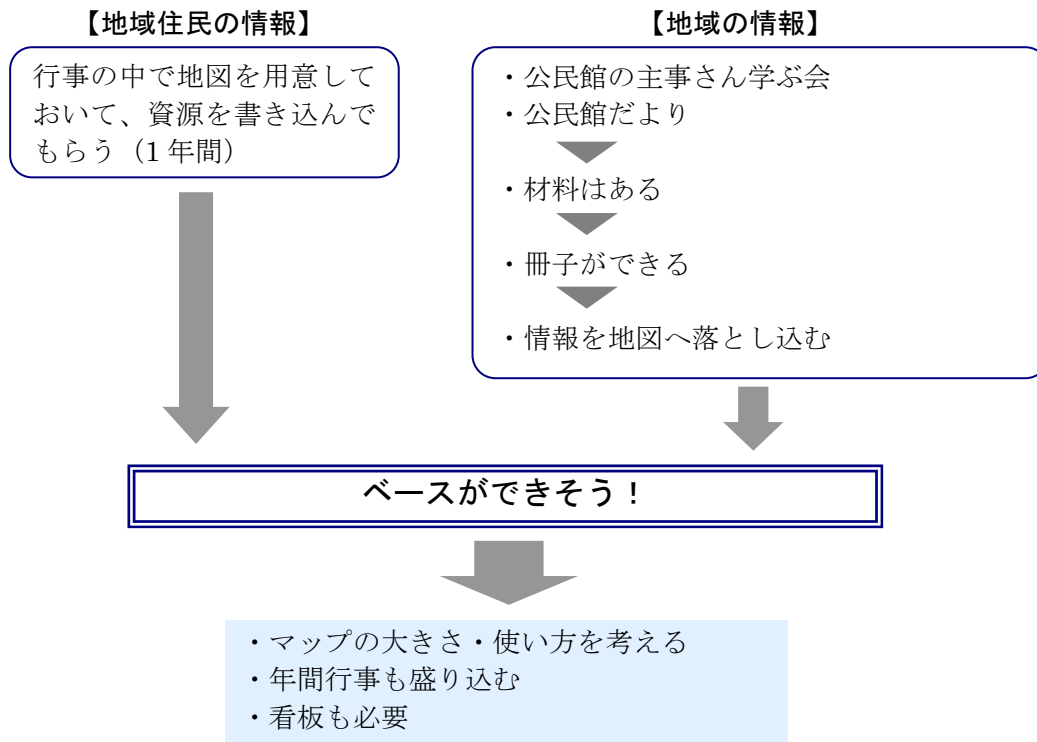 【地域住民の情報】
行事の中で地図を用意して
おいて、資源を書き込んで
もらう（1年間）
【地域の情報】
・公民館の主事さん学ぶ会
・公民館だより
・材料はある
・冊子ができる
・情報を地図へ落とし込む
ベースができそう！
・マップの大きさ・使い方を考える
・年間行事も盛り込む
・看板も必要